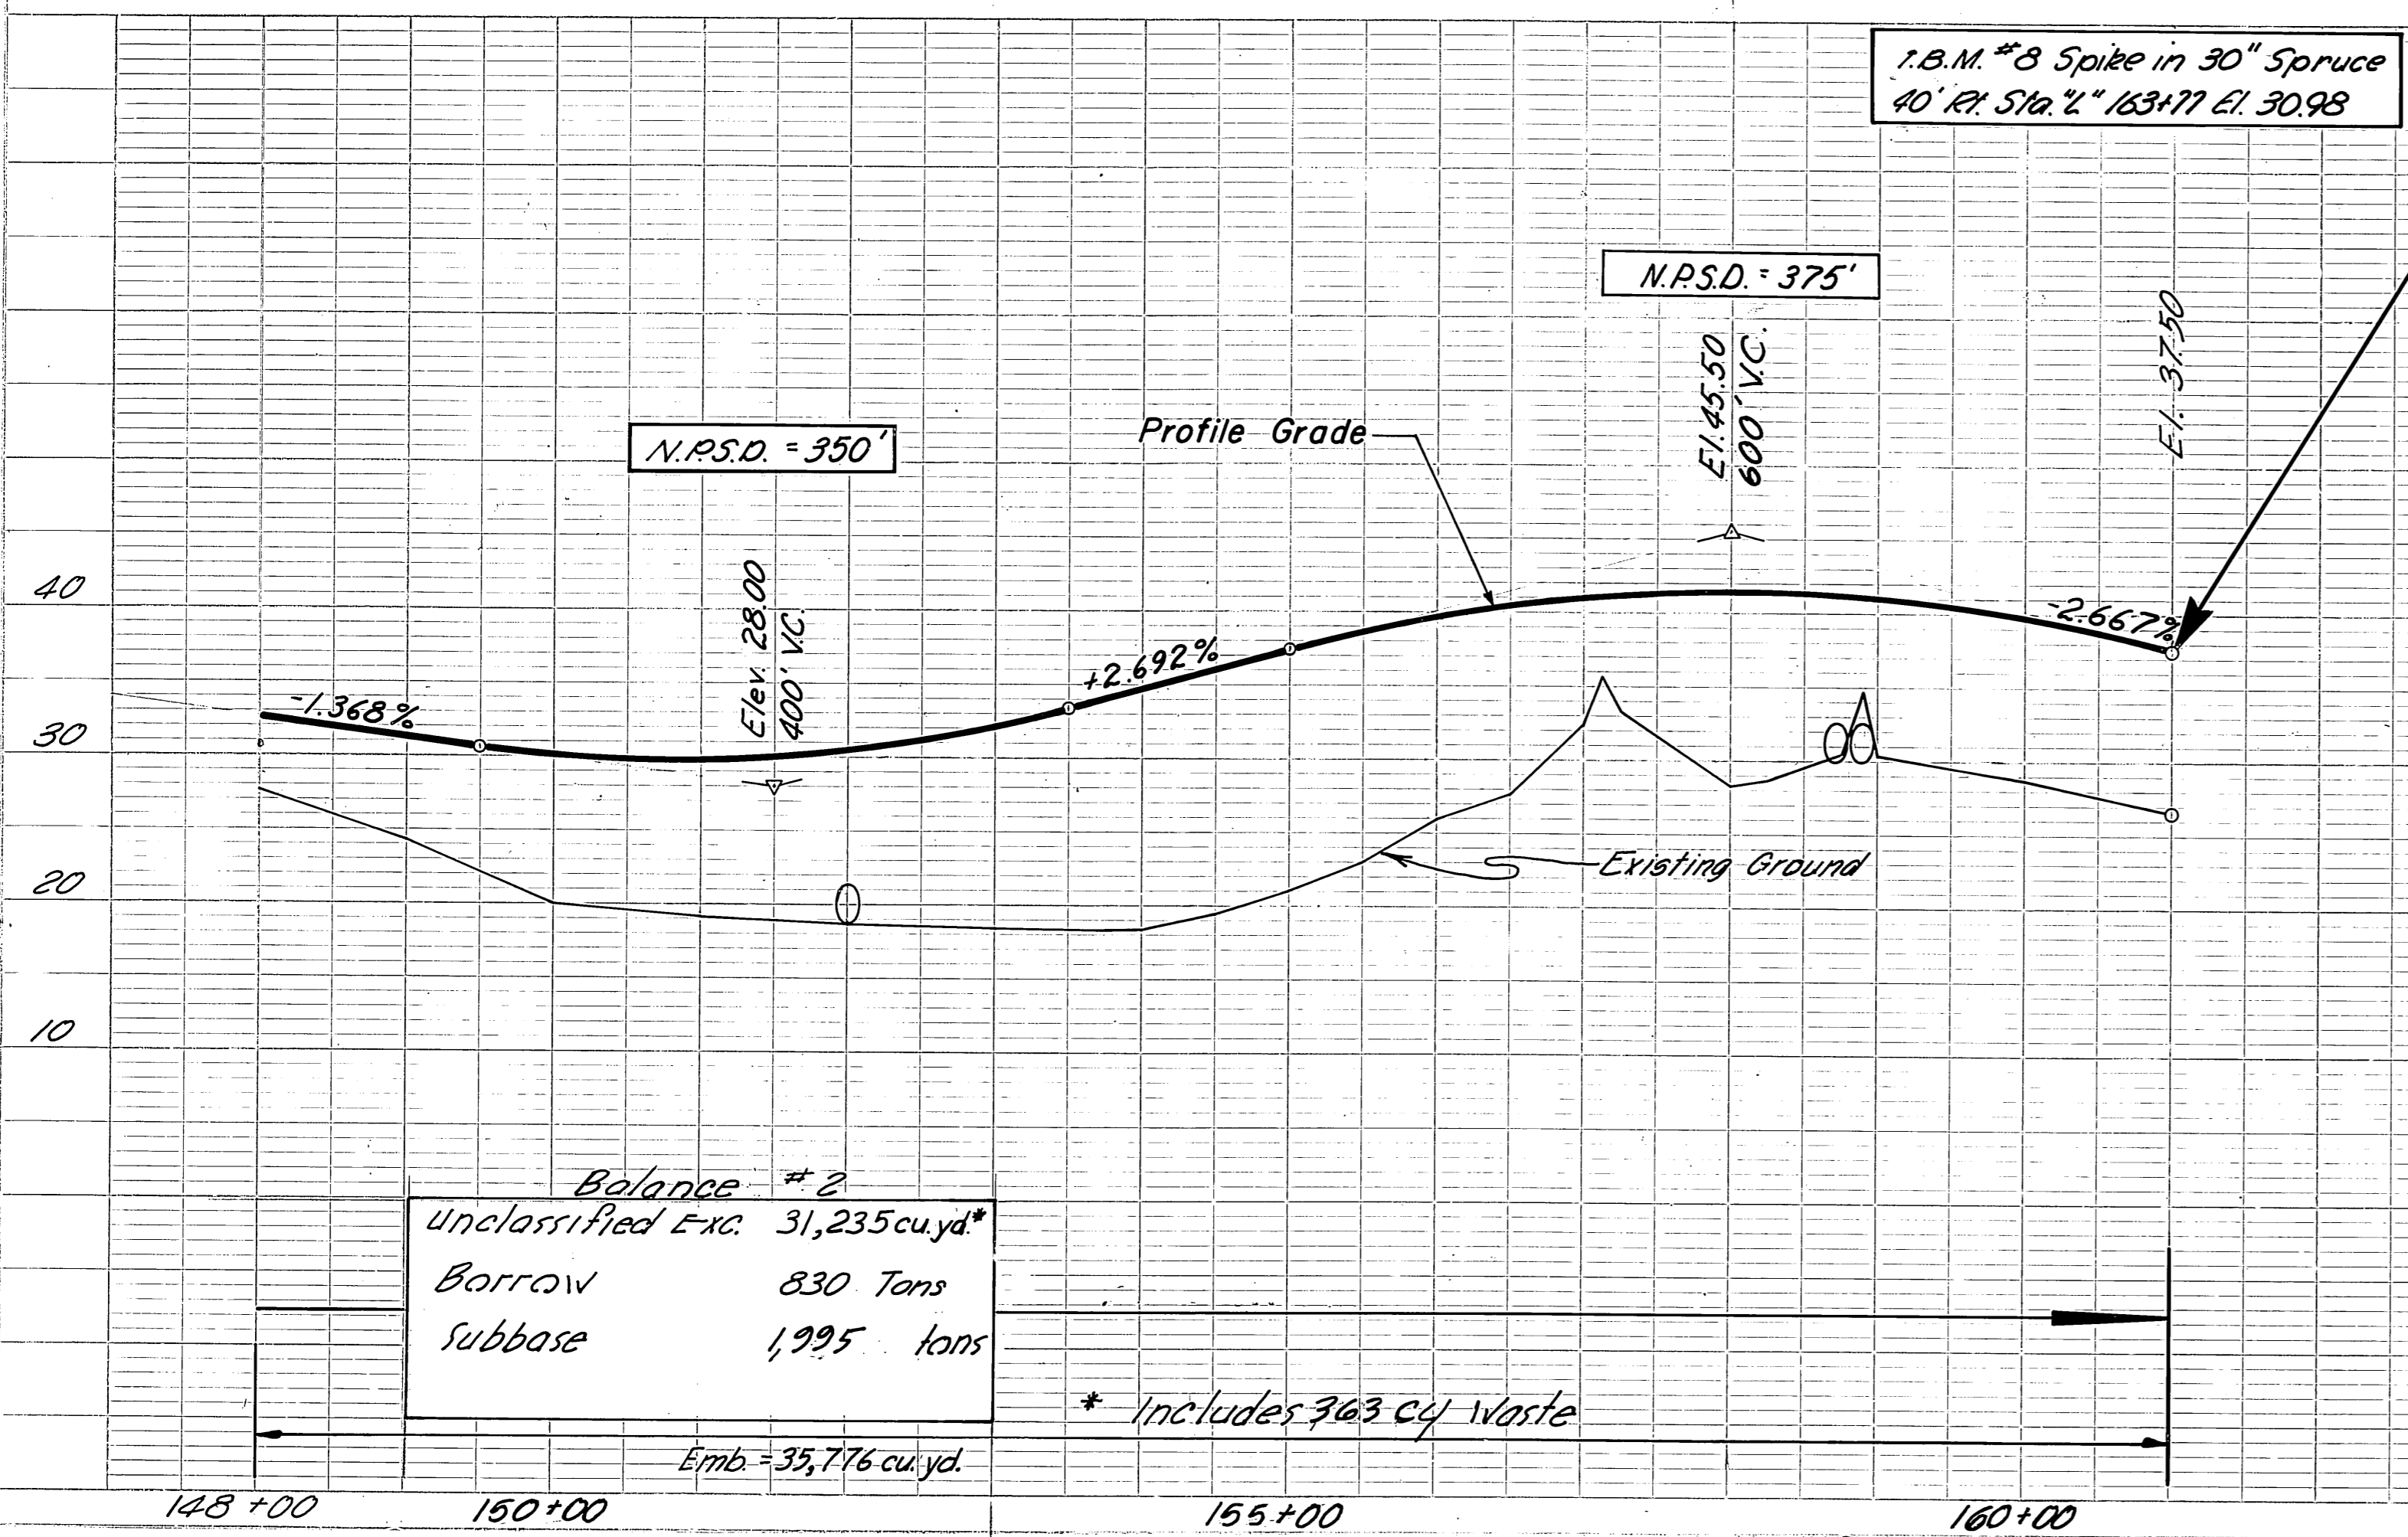 T.B.M. #8 Spike in 30" Spruce
40' Rt. Sta. "L" 163+77 El. 30.98
N.P.S.D. = 375'
El. 45.50
600' V.C.
El. 37.50
N.P.S.D. = 350'
Profile Grade
Elev. 28.00
400' V.C.
40
-2.667%
+2.692%
-1.368%
30
20
Existing Ground
10
Balance #2
Unclassified Exc. 31,235 cu. yd.*
Borrow 830 Tons
Subbase 1,995 tons
* Includes 363 CY Waste
Emb. = 35,776 cu. yd.
148+00 150+00 155+00 160+00